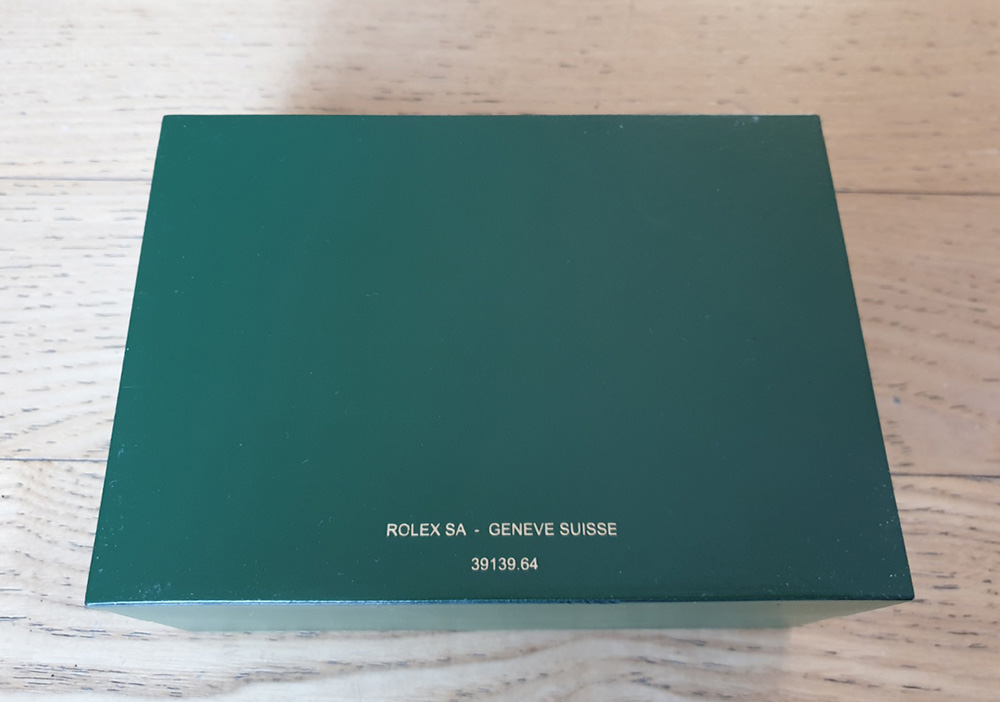 ROLEX SA - GENEVE SUISSE
39139.64